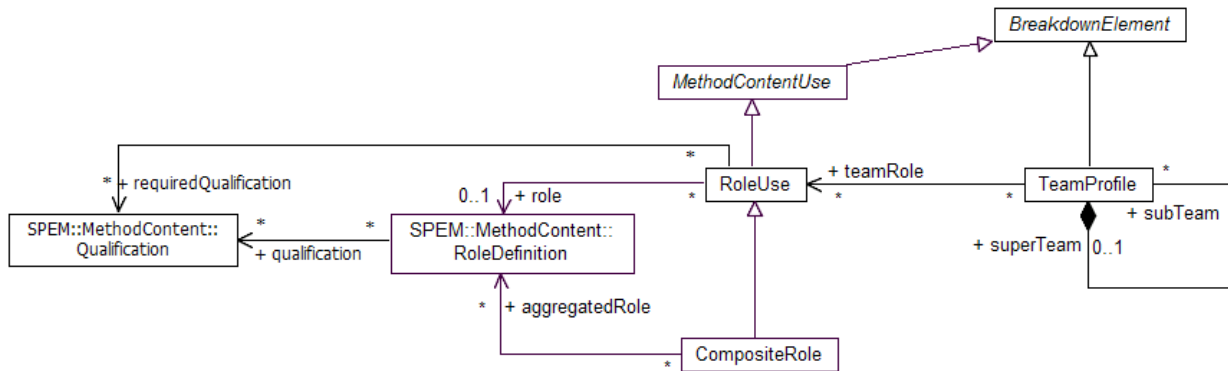 BreakdownElement
MethodContentUse
*
*
* + requiredQualification
RoleUse
+ teamRole
TeamProfile
*
0..1
+ role
*
*
*
+ subTeam
SPEM::MethodContent::
Qualification
*
*
+ qualification
SPEM::MethodContent::
RoleDefinition
+ superTeam
0..1
*
+ aggregatedRole
CompositeRole
*